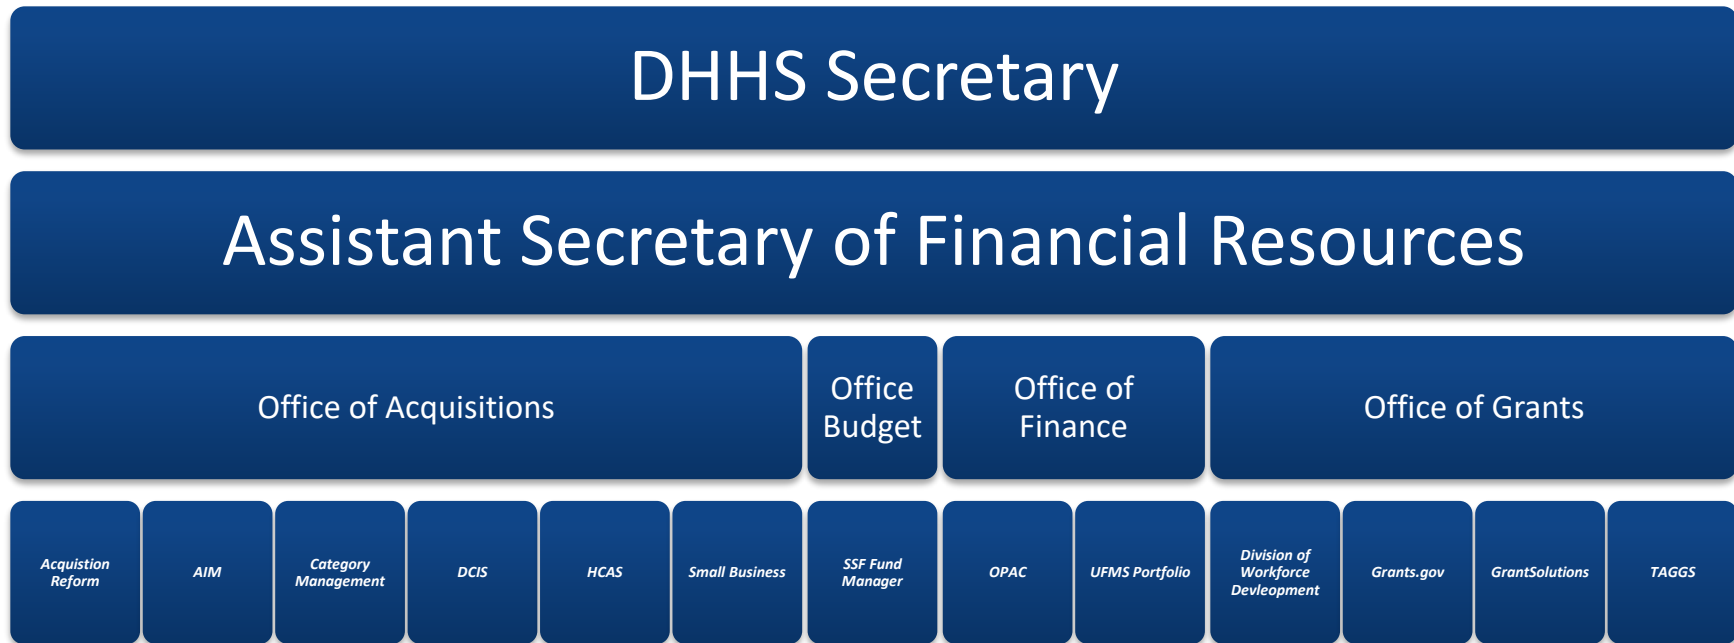 DHHS Secretary
Assistant Secretary of Financial Resources
Office of Acquisitions
Office
Budget
Office of
Finance
Office of Grants
Acquistion
Reform
AIM
Category
Management
DCIS
HCAS
Small Business
SSF Fund
Manager
OPAC
UFMS Portfolio
Division of
Workforce
Devleopment
Grants.gov
GrantSolutions
TAGGS